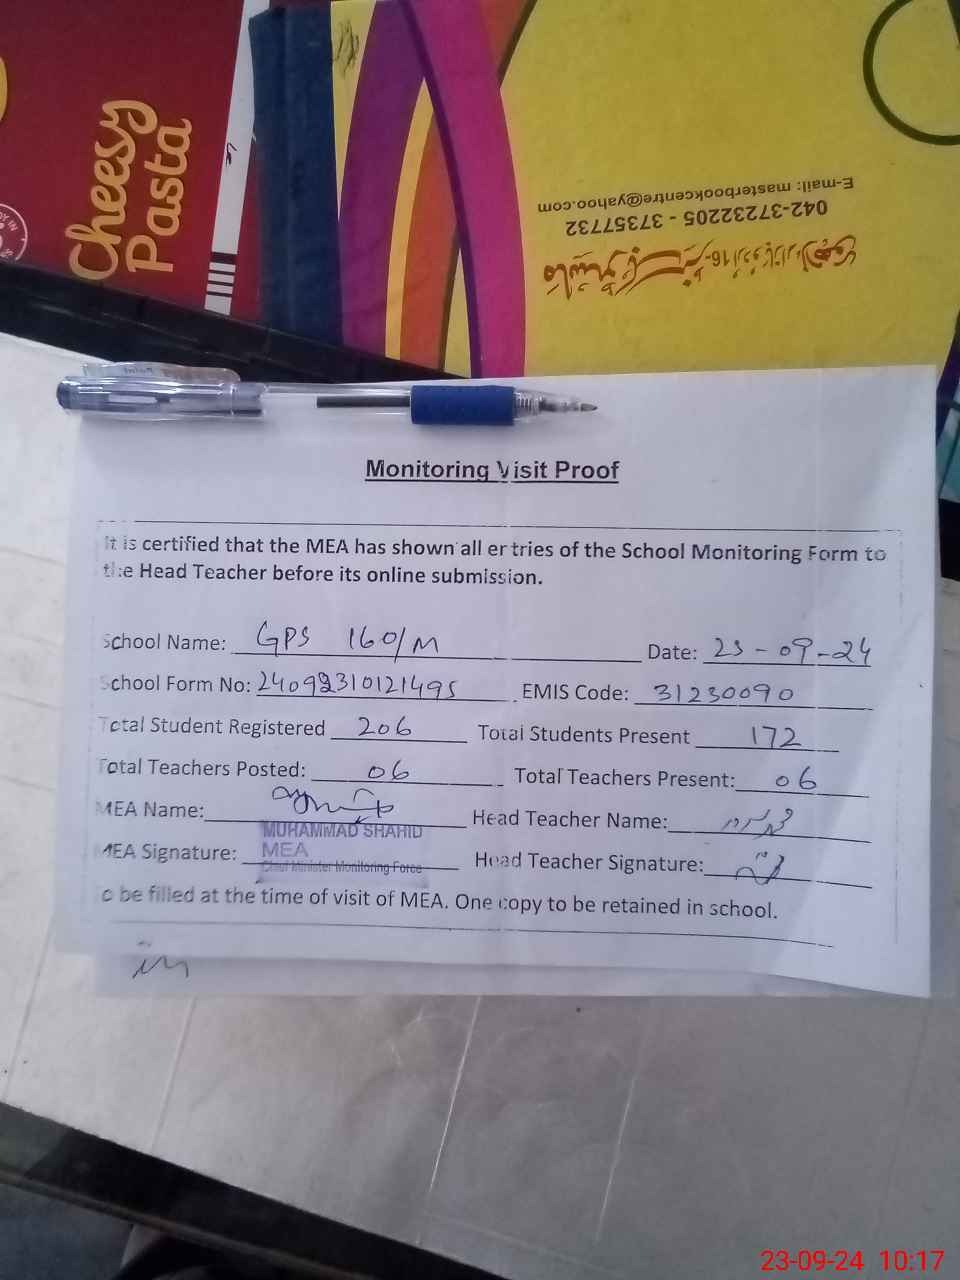 Cheesy
Pasta
E-mail: masterbookcentre@yahoo.com
042-37232205 - 37357732
Monitoring Visit Proof
It is certified that the MEA has shown all entries of the School Monitoring Form to
the Head Teacher before its online submission.
School Name: GPS 160/M Date: 23-09-24
School Form No: EMIS Code: 31230090
Total Student Registered 206 Total Students Present 172
Total Teachers Posted: 06 Total Teachers Present: 06
MEA Name: Head Teacher Name:
MUHAMMAD SHAHID
MEA
Chief Minister Monitoring Force
MEA Signature: Head Teacher Signature:
To be filled at the time of visit of MEA. One copy to be retained in school.
23-09-24 10:17